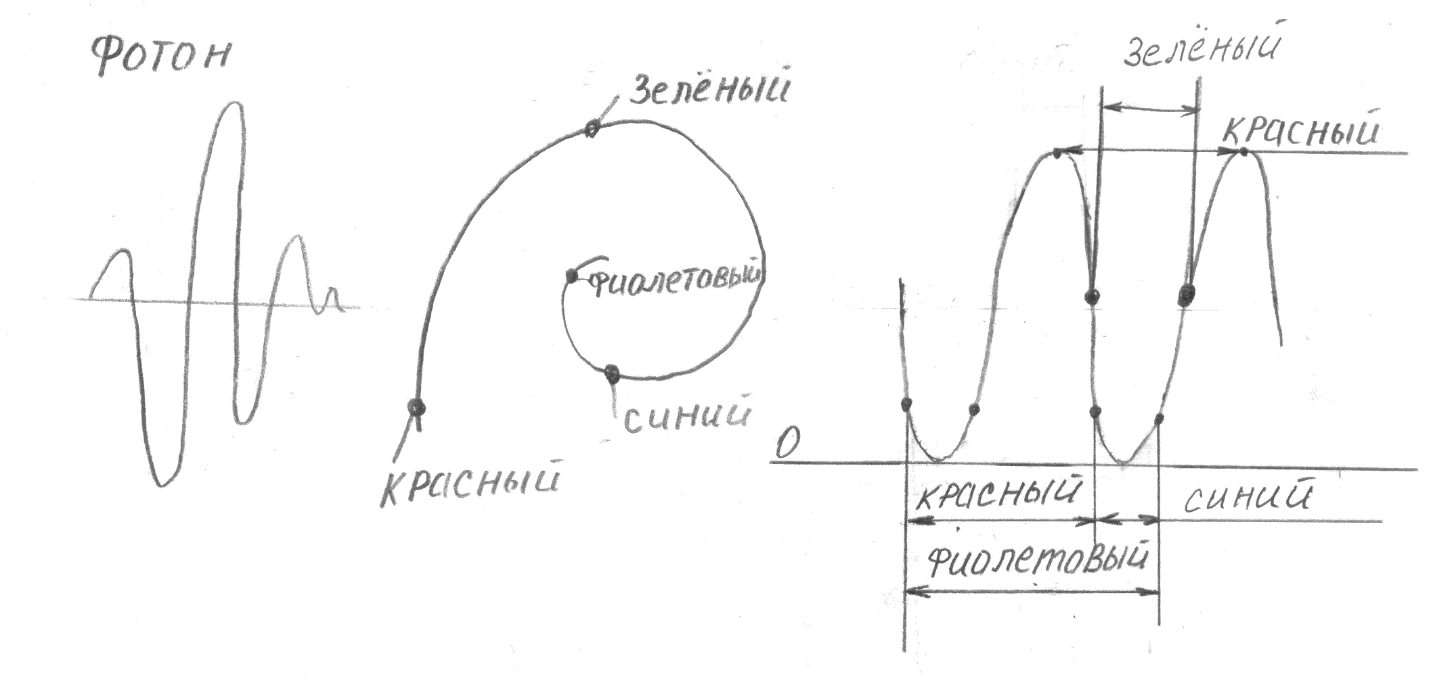 Фотон
Зелёный
фиолетовый
синий
красный
Зелёный
красный
0
красный
синий
фиолетовый